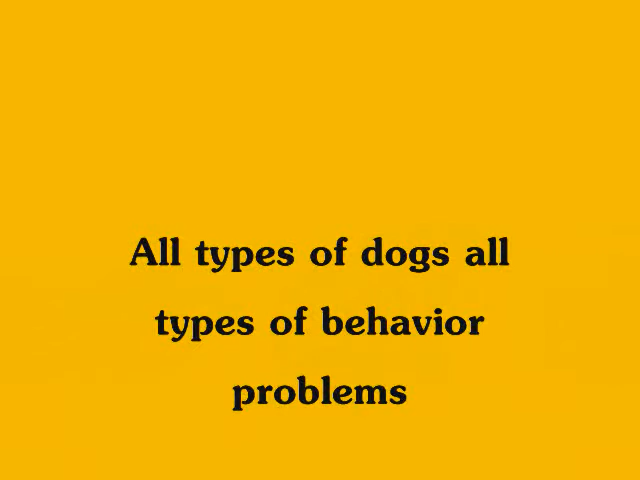 All types of dogs all
types of behavior
problems